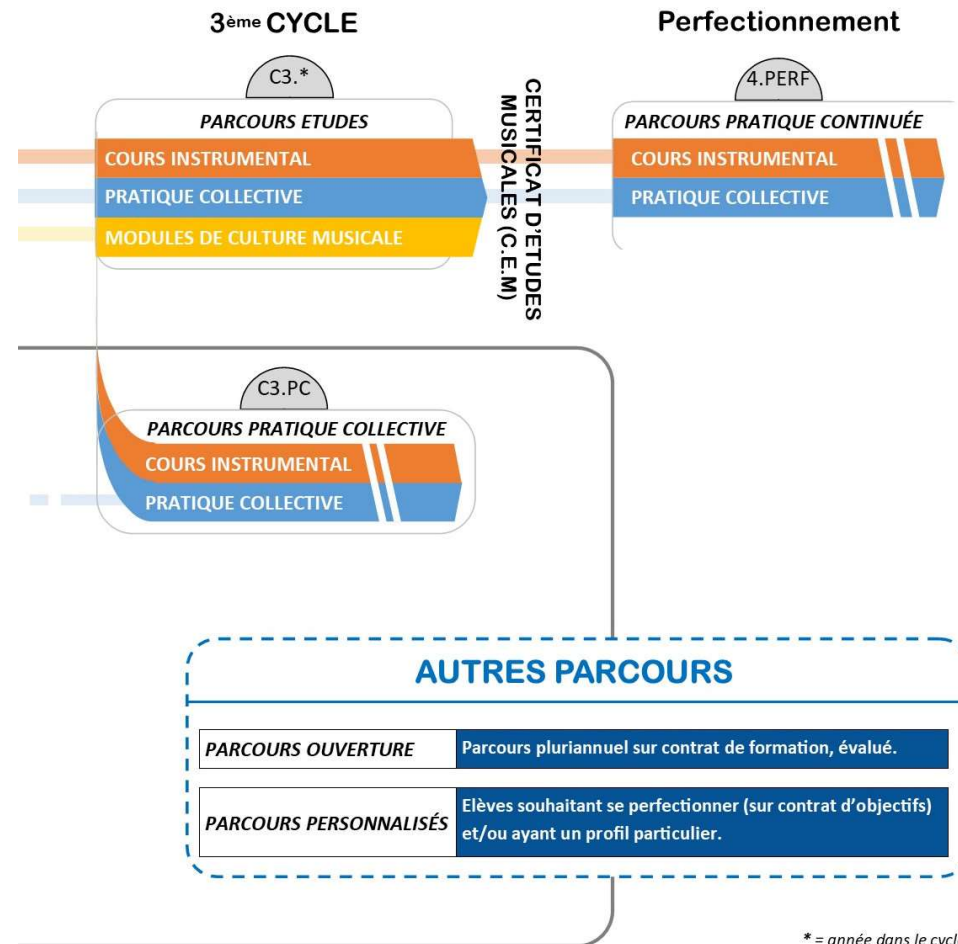 3ème CYCLE
Perfectionnement
C3.*
4.PERF
PARCOURS ETUDES
COURS INSTRUMENTAL
PRATIQUE COLLECTIVE
MODULES DE CULTURE MUSICALE
CERTIFICAT D'ETUDES
MUSICALES (C.E.M)
PARCOURS PRATIQUE CONTINUÉE
COURS INSTRUMENTAL
PRATIQUE COLLECTIVE
C3.PC
PARCOURS PRATIQUE COLLECTIVE
COURS INSTRUMENTAL
PRATIQUE COLLECTIVE
AUTRES PARCOURS
PARCOURS OUVERTURE
Parcours pluriannuel sur contrat de formation, évalué.
PARCOURS PERSONNALISÉS
Elèves souhaitant se perfectionner (sur contrat d'objectifs)
et/ou ayant un profil particulier.
* = année dans le cycle